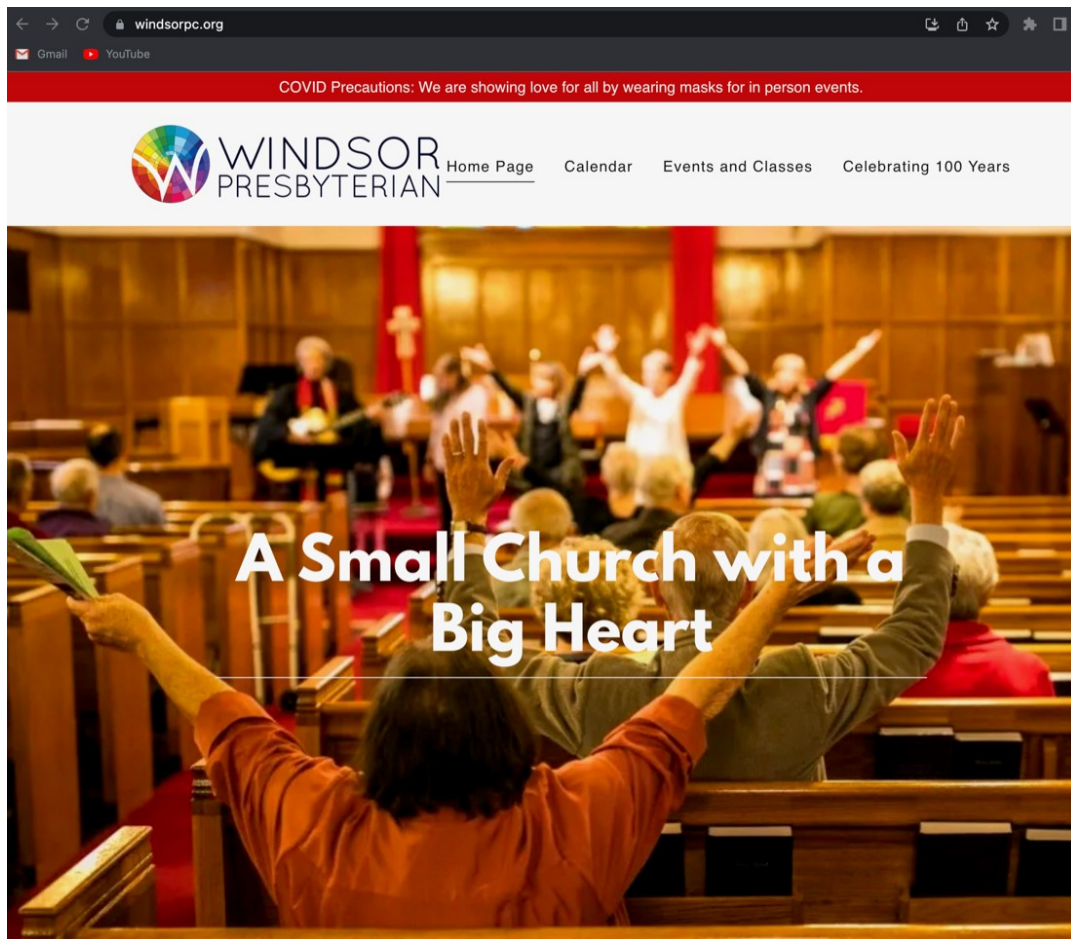 windsorpc.org
Gmail YouTube
COVID Precautions: We are showing love for all by wearing masks for in person events.
WINDSOR
PRESBYTERIAN
Home Page Calendar Events and Classes Celebrating 100 Years
A Small Church with a
Big Heart